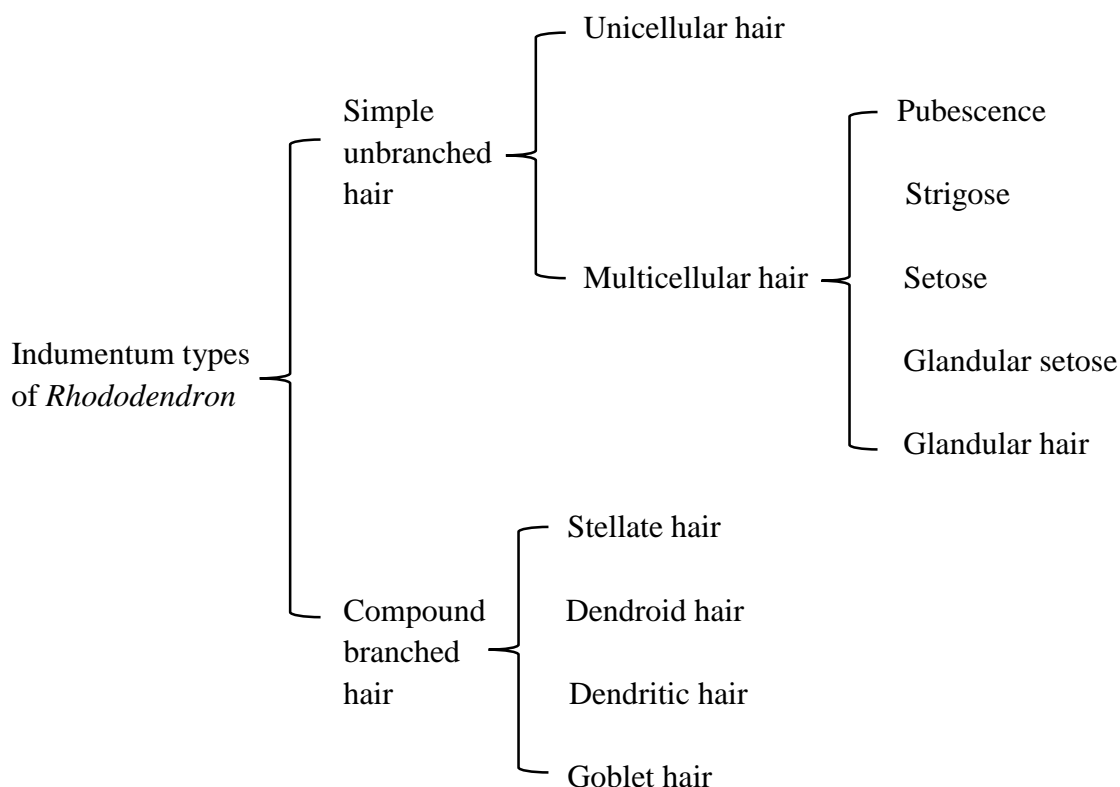 Unicellular hair
Simple
unbranched
hair
Pubescence
Strigose
Multicellular hair
Setose
Indumentum types
of Rhododendron
Glandular setose
Glandular hair
Stellate hair
Compound
branched
hair
Dendroid hair
Dendritic hair
Goblet hair